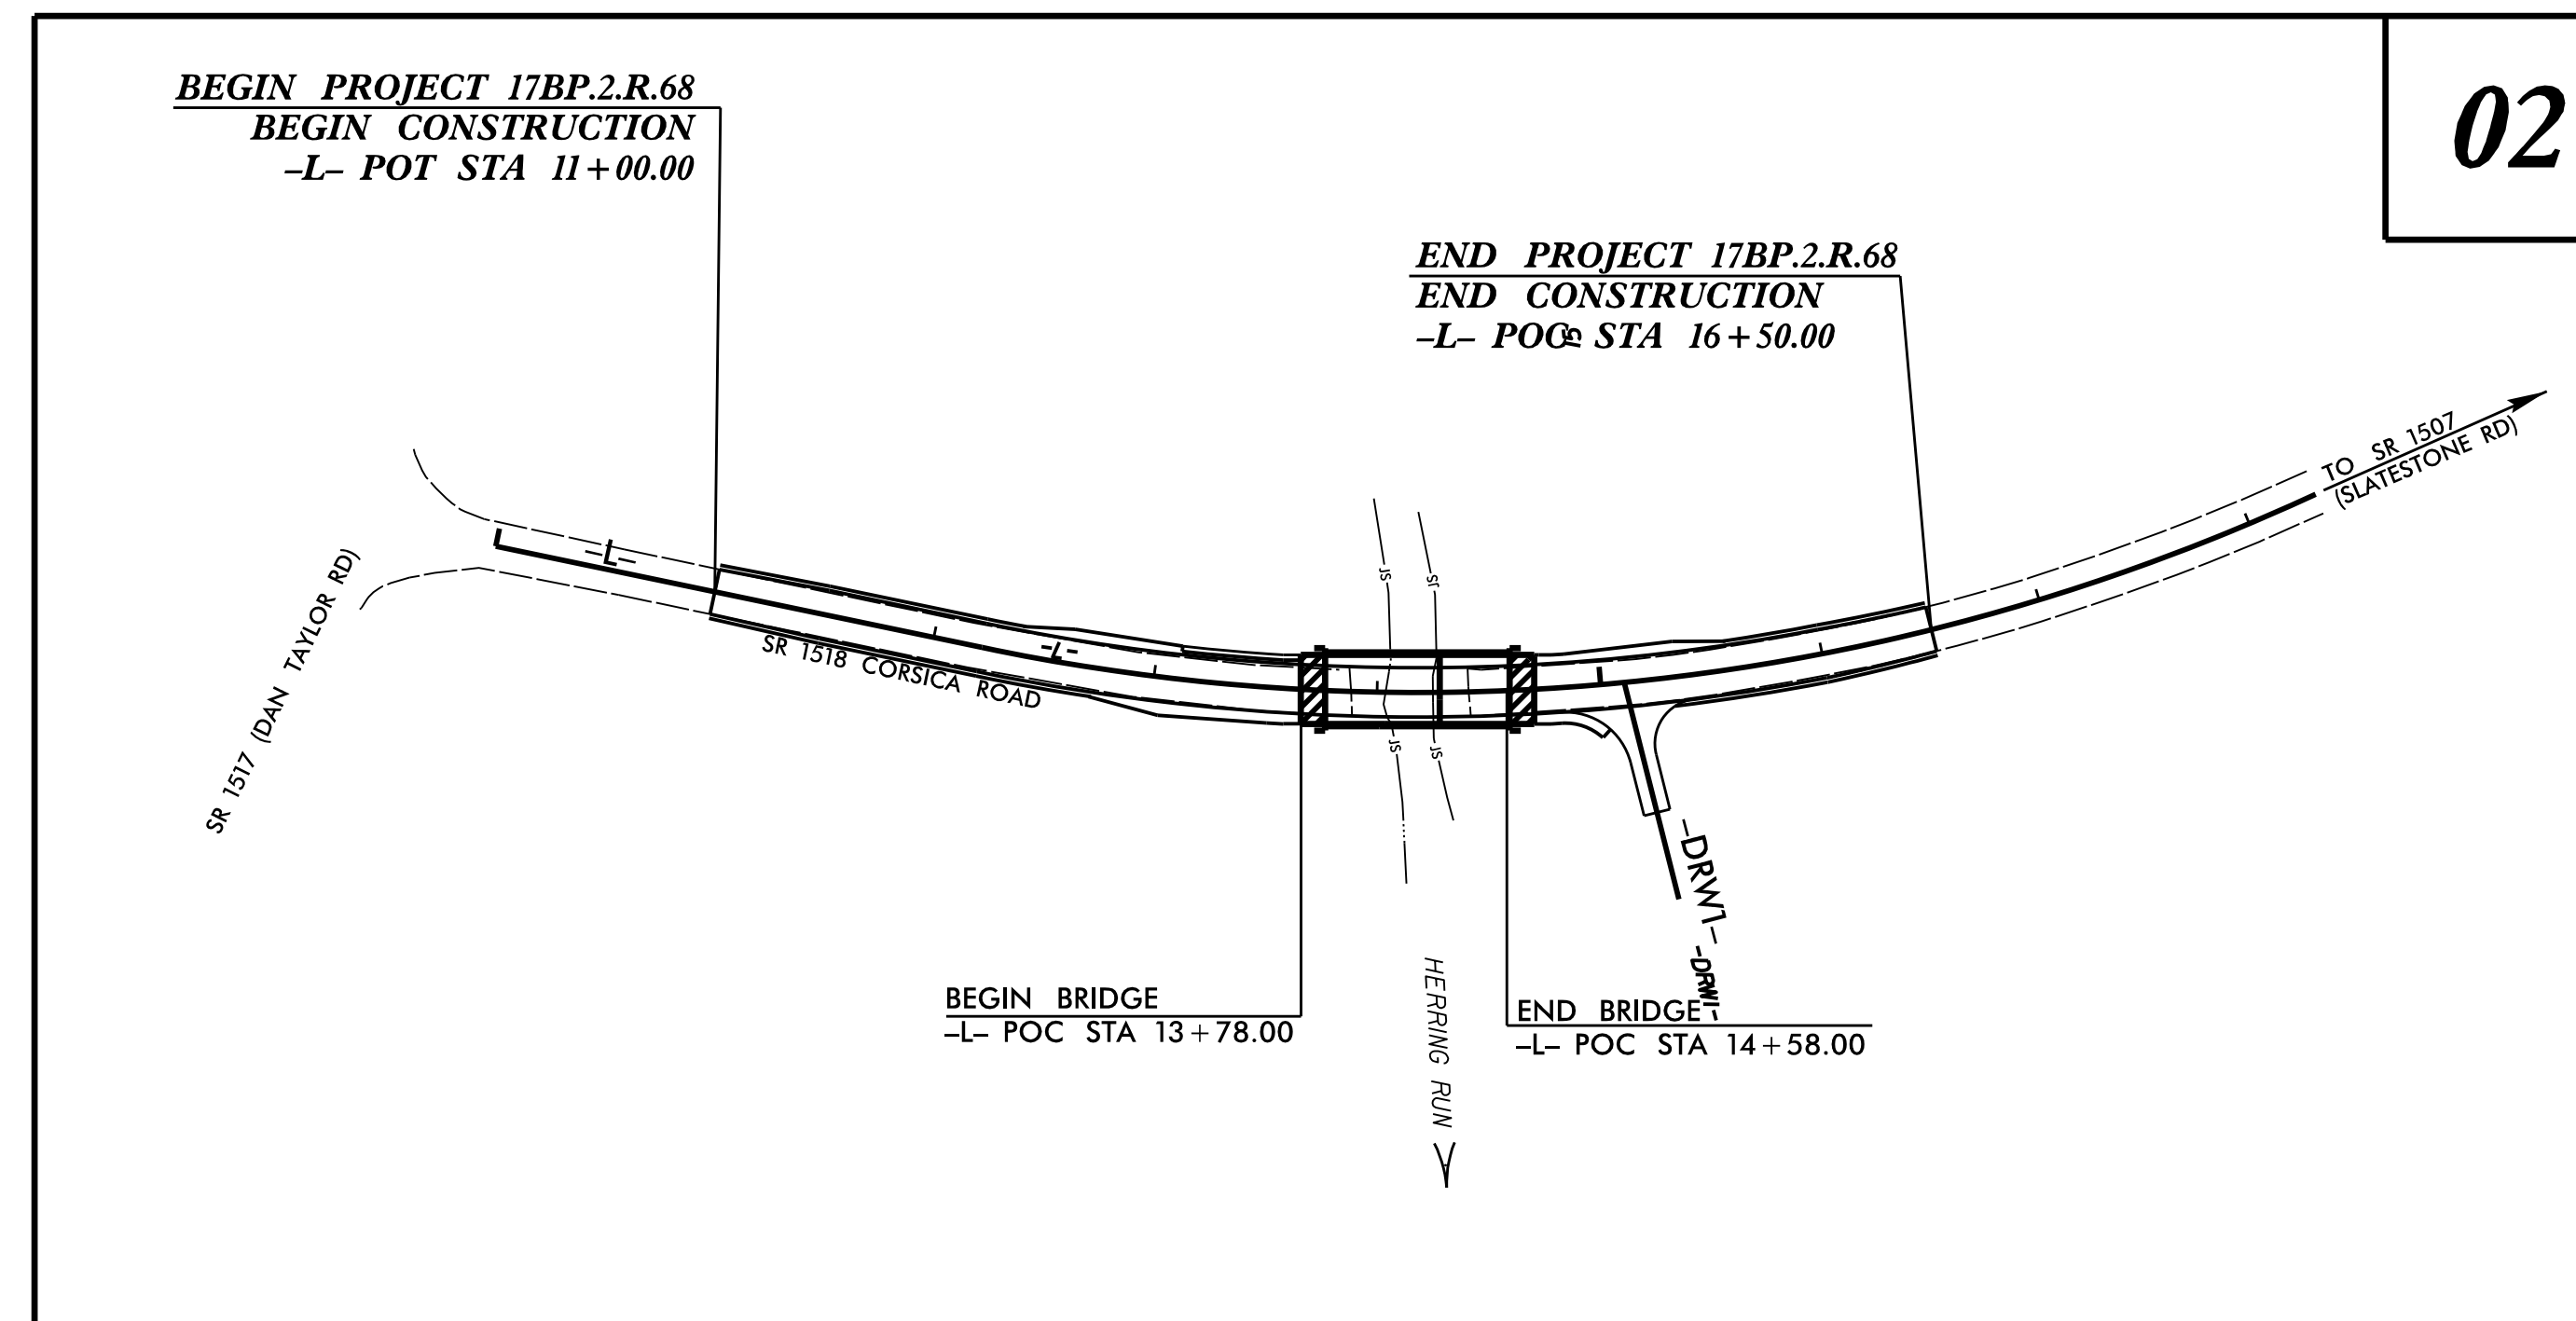 BEGIN PROJECT 17BP.2.R.68
BEGIN CONSTRUCTION
–L– POT STA 11+00.00
02
END PROJECT 17BP.2.R.68
END CONSTRUCTION
–L– POC STA 16+50.00
15
TO SR 1507
(SLATESTONE RD)
–L–
SR 1517 (DAN TAYLOR RD)
-L-
SR 1518 CORSICA ROAD
JS
JS
JS
JS
–DRW1–
-DRW1-
BEGIN BRIDGE
–L– POC STA 13+78.00
END BRIDGE
–L– POC STA 14+58.00
HERRING RUN